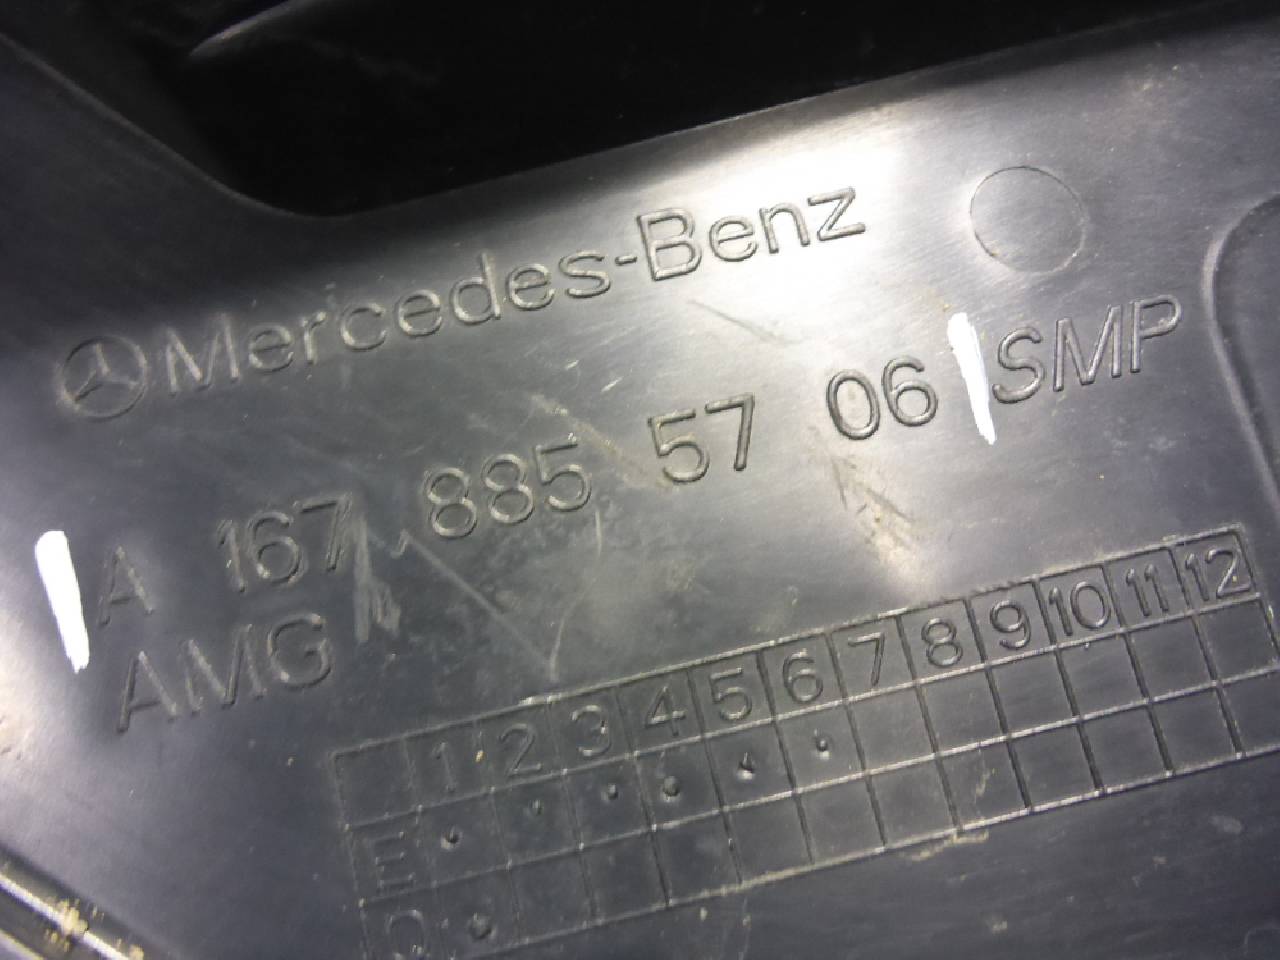 Mercedes-Benz
A 167 885 57 06 SMP
AMG
1 2 3 4 5 6 7 8 9 10 11 12
E